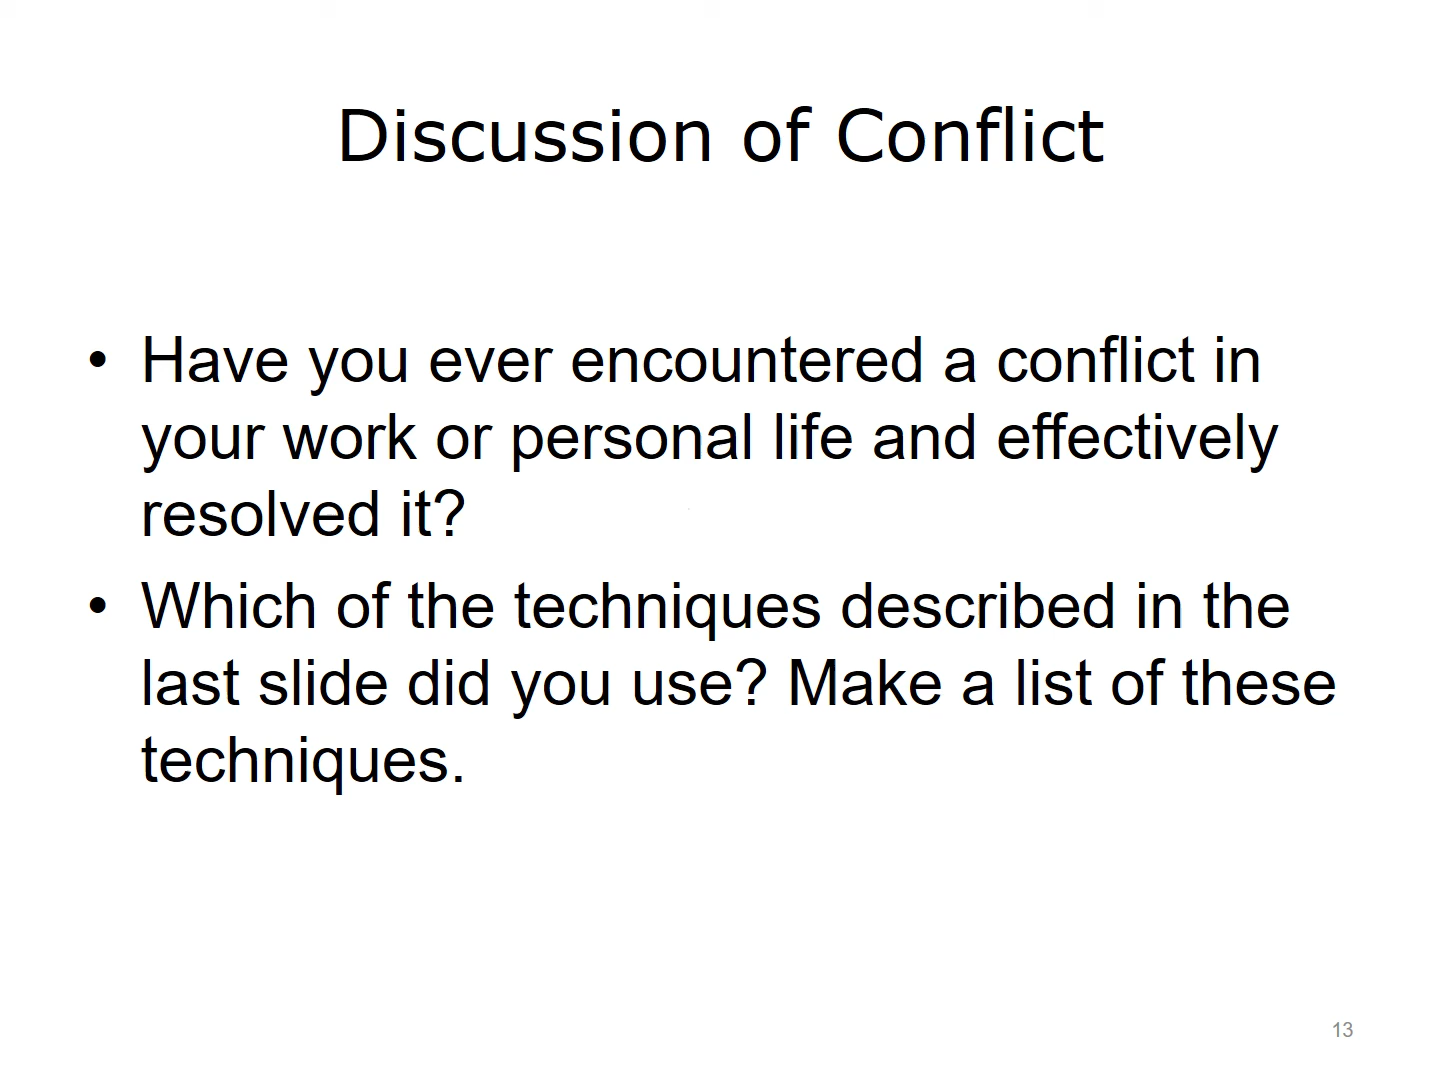 Discussion of Conflict
• Have you ever encountered a conflict in
your work or personal life and effectively
resolved it?
• Which of the techniques described in the
last slide did you use? Make a list of these
techniques.
13